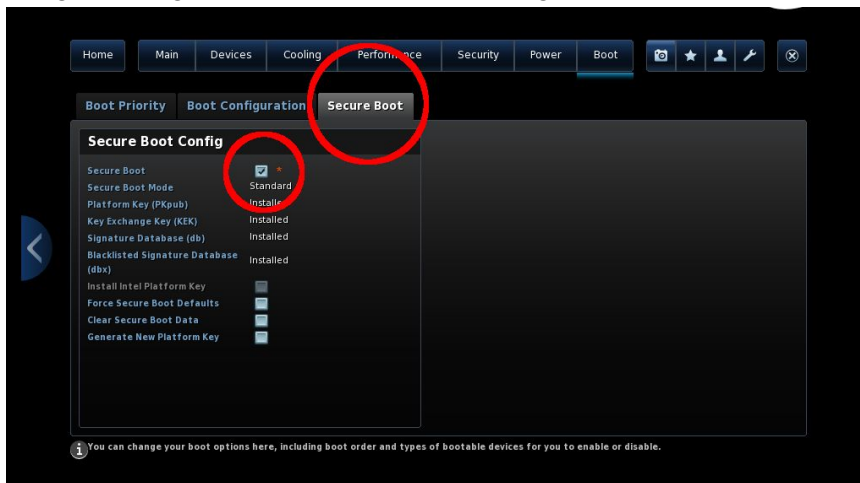 Home Main Devices Cooling Performance Security Power Boot
Boot Priority Boot Configuration Secure Boot
Secure Boot Config
Secure Boot *
Secure Boot Mode Standard
Platform Key (PKpub) Installed
Key Exchange Key (KEK) Installed
Signature Database (db) Installed
Blacklisted Signature Database
(dbx) Installed
Install Intel Platform Key
Force Secure Boot Defaults
Clear Secure Boot Data
Generate New Platform Key
You can change your boot options here, including boot order and types of bootable devices for you to enable or disable.